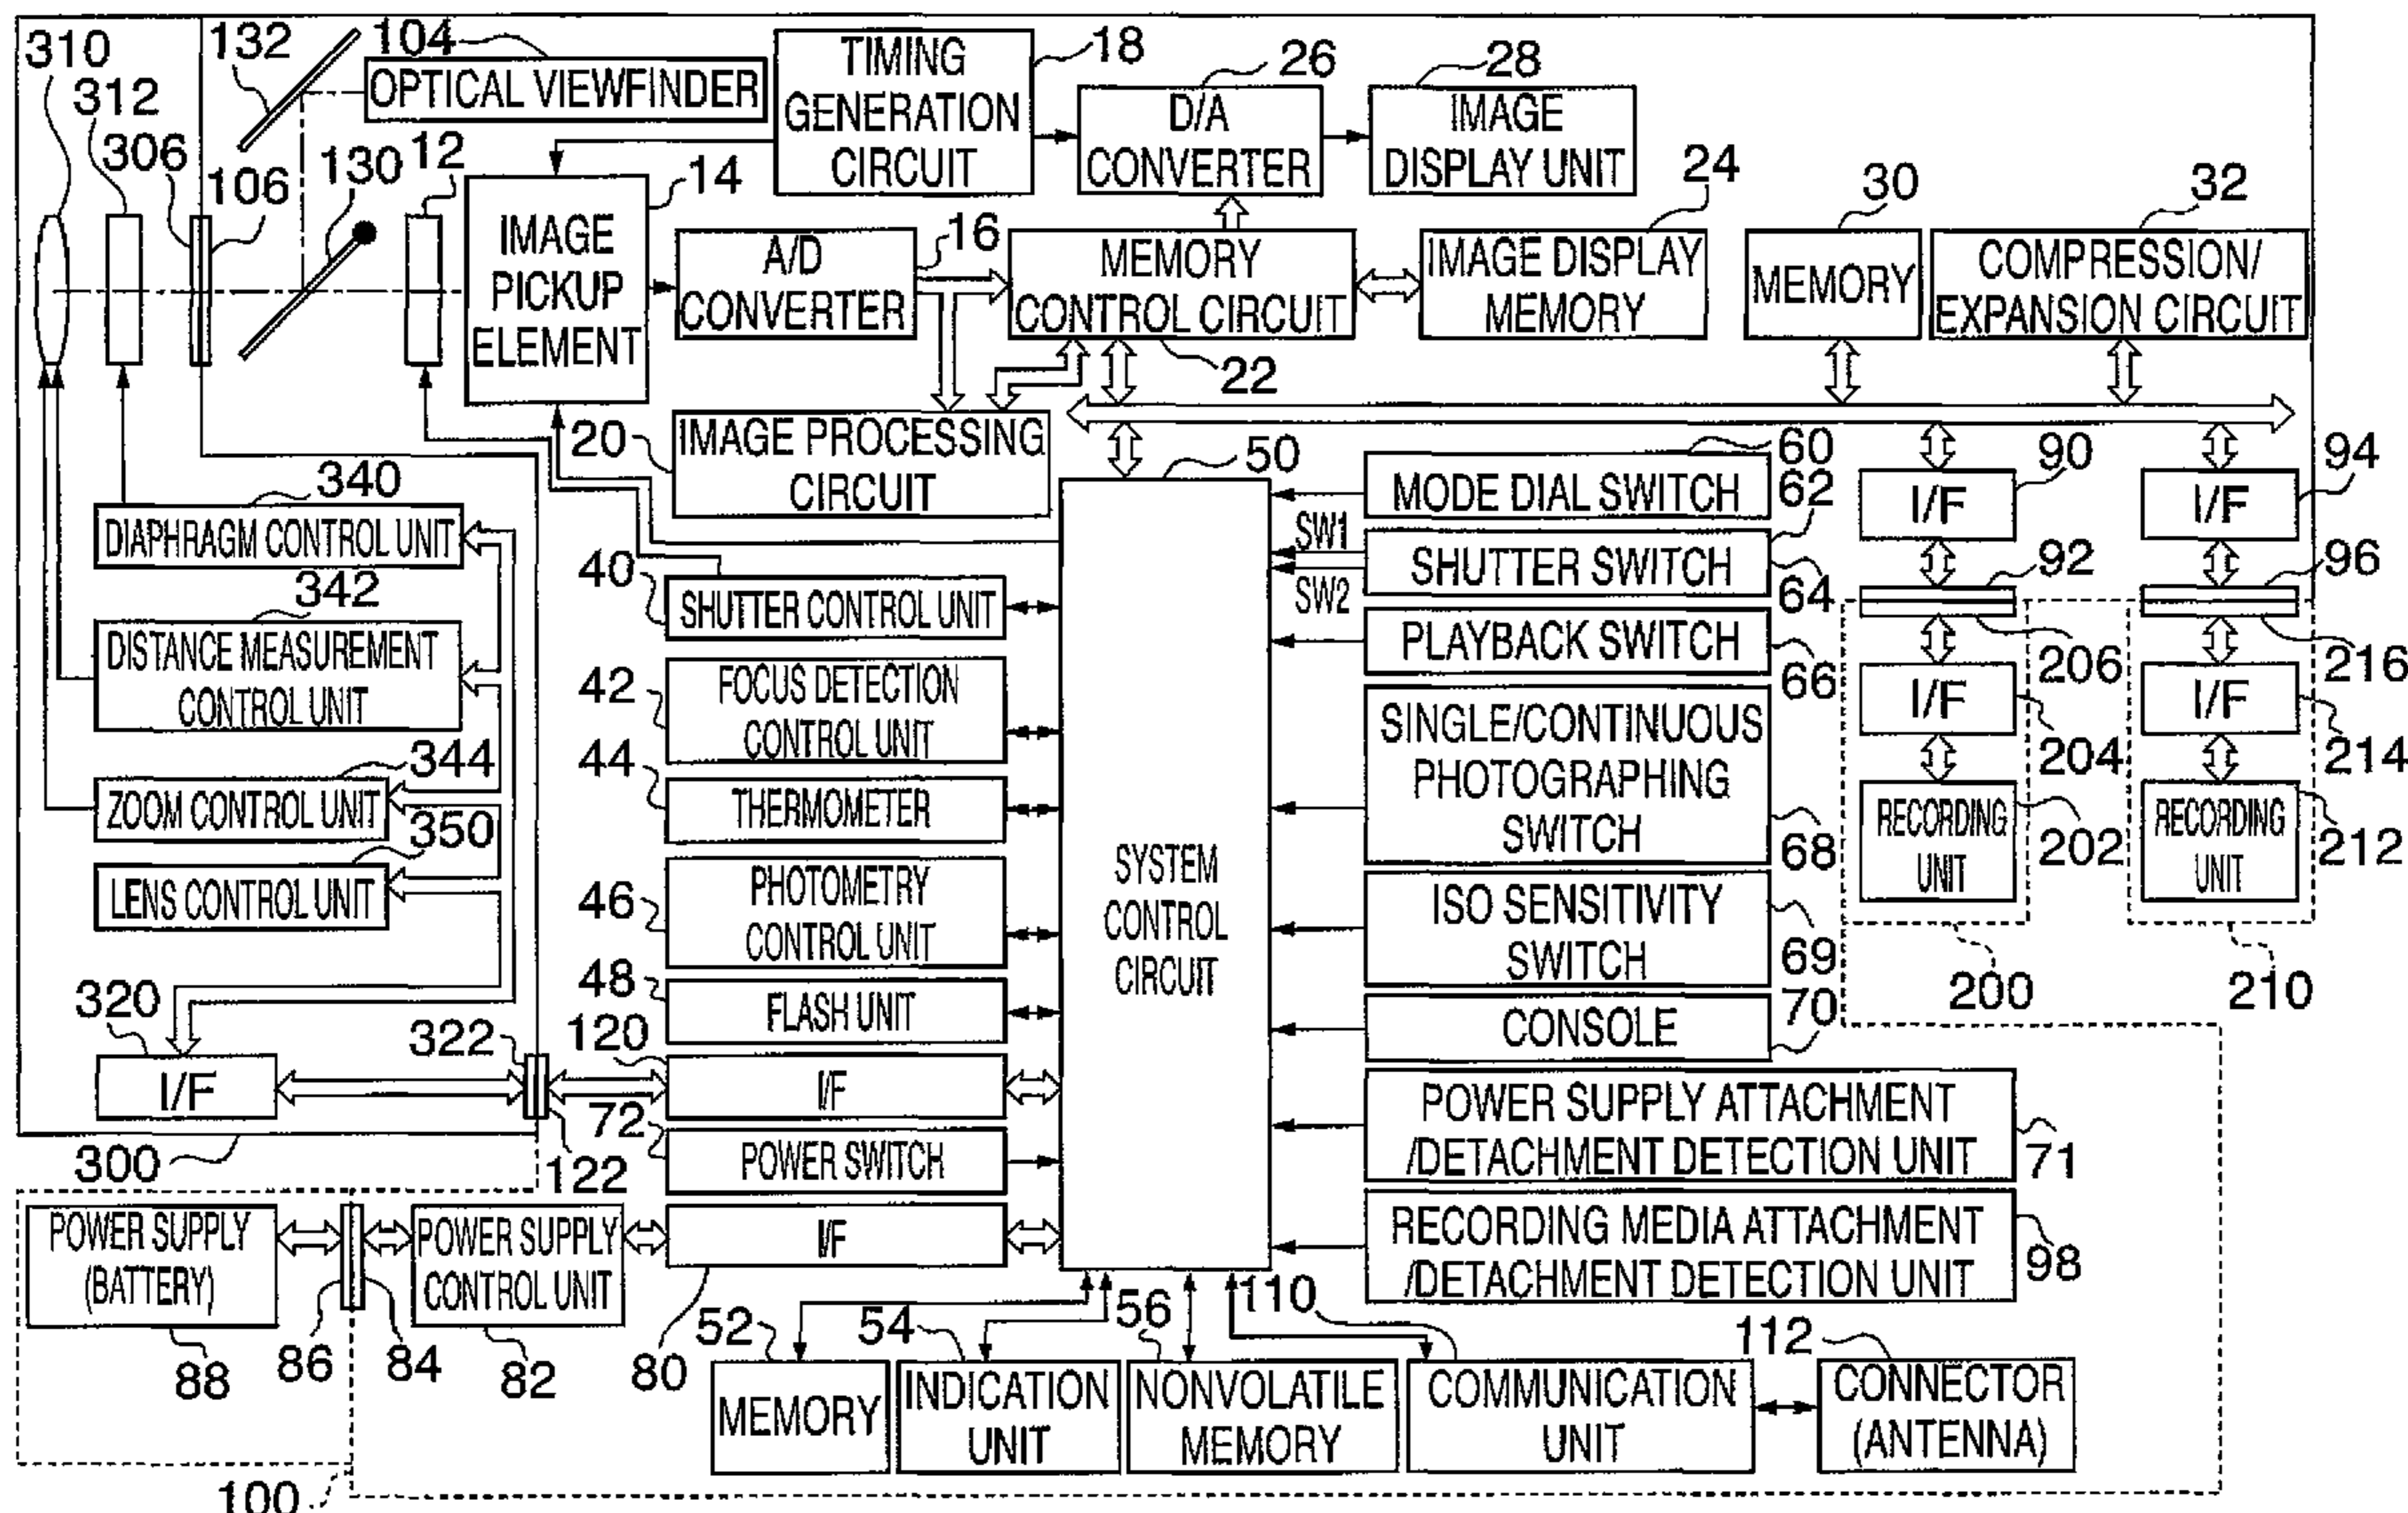 310
132
104
OPTICAL VIEWFINDER
TIMING
GENERATION
CIRCUIT
18
26
D/A
CONVERTER
28
IMAGE
DISPLAY UNIT
312
306
106
130
12
14
IMAGE
PICKUP
ELEMENT
A/D
CONVERTER
16
MEMORY
CONTROL CIRCUIT
22
24
IMAGE DISPLAY
MEMORY
30
MEMORY
32
COMPRESSION/
EXPANSION CIRCUIT
20
IMAGE PROCESSING
CIRCUIT
340
DIAPHRAGM CONTROL UNIT
342
DISTANCE MEASUREMENT
CONTROL UNIT
344
ZOOM CONTROL UNIT
350
LENS CONTROL UNIT
320
I/F
322
300
122
40
SHUTTER CONTROL UNIT
42
FOCUS DETECTION
CONTROL UNIT
44
THERMOMETER
46
PHOTOMETRY
CONTROL UNIT
48
FLASH UNIT
120
I/F
72
POWER SWITCH
I/F
80
50
SYSTEM
CONTROL
CIRCUIT
60
MODE DIAL SWITCH
62
SW1
SHUTTER SWITCH
SW2
64
PLAYBACK SWITCH
66
SINGLE/CONTINUOUS
PHOTOGRAPHING
SWITCH
68
ISO SENSITIVITY
SWITCH
69
CONSOLE
70
POWER SUPPLY ATTACHMENT
/DETACHMENT DETECTION UNIT
71
RECORDING MEDIA ATTACHMENT
/DETACHMENT DETECTION UNIT
98
90
I/F
92
206
I/F
204
RECORDING
UNIT
202
200
94
I/F
96
216
I/F
214
RECORDING
UNIT
212
210
POWER SUPPLY
(BATTERY)
88
86
84
POWER SUPPLY
CONTROL UNIT
82
52
MEMORY
54
INDICATION
UNIT
56
NONVOLATILE
MEMORY
110
COMMUNICATION
UNIT
112
CONNECTOR
(ANTENNA)
100